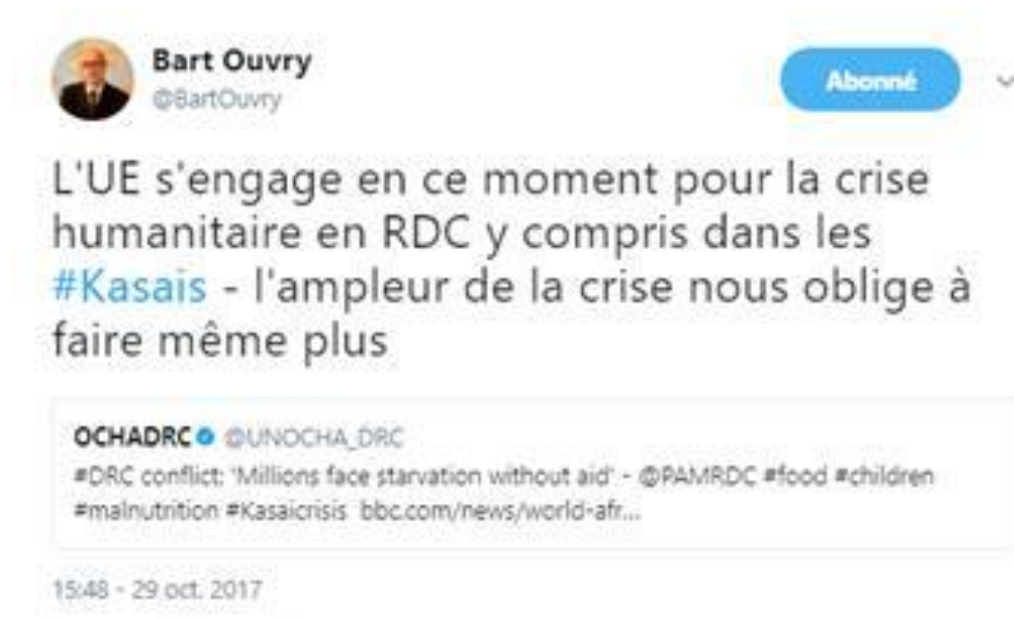 Bart Ouvry
@BartOuvry
Abonné
L'UE s'engage en ce moment pour la crise
humanitaire en RDC y compris dans les
#Kasais - l'ampleur de la crise nous oblige à
faire même plus
OCHADRC @UNOCHA_DRC
#DRC conflict: 'Millions face starvation without aid' - @PAMRDC #food #children
#malnutrition #Kasaicrisis bbc.com/news/world-afr...
15:48 - 29 oct. 2017